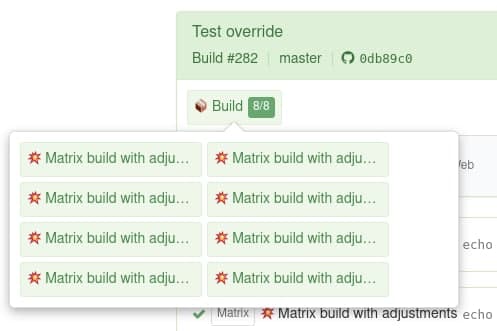 Test override
Build #282 master 0db89c0
Build 8/8
Matrix build with adju… Matrix build with adju…
Matrix build with adju… Matrix build with adju…
Matrix build with adju… Matrix build with adju…
Matrix build with adju… Matrix build with adju…
echo
echo
Matrix Matrix build with adjustments echo